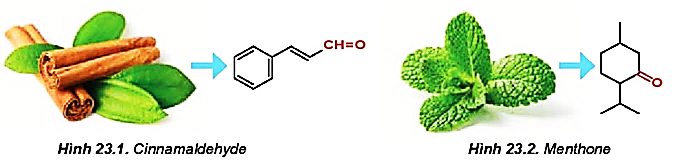 CH=O
O
Hình 23.1. Cinnamaldehyde
Hình 23.2. Menthone